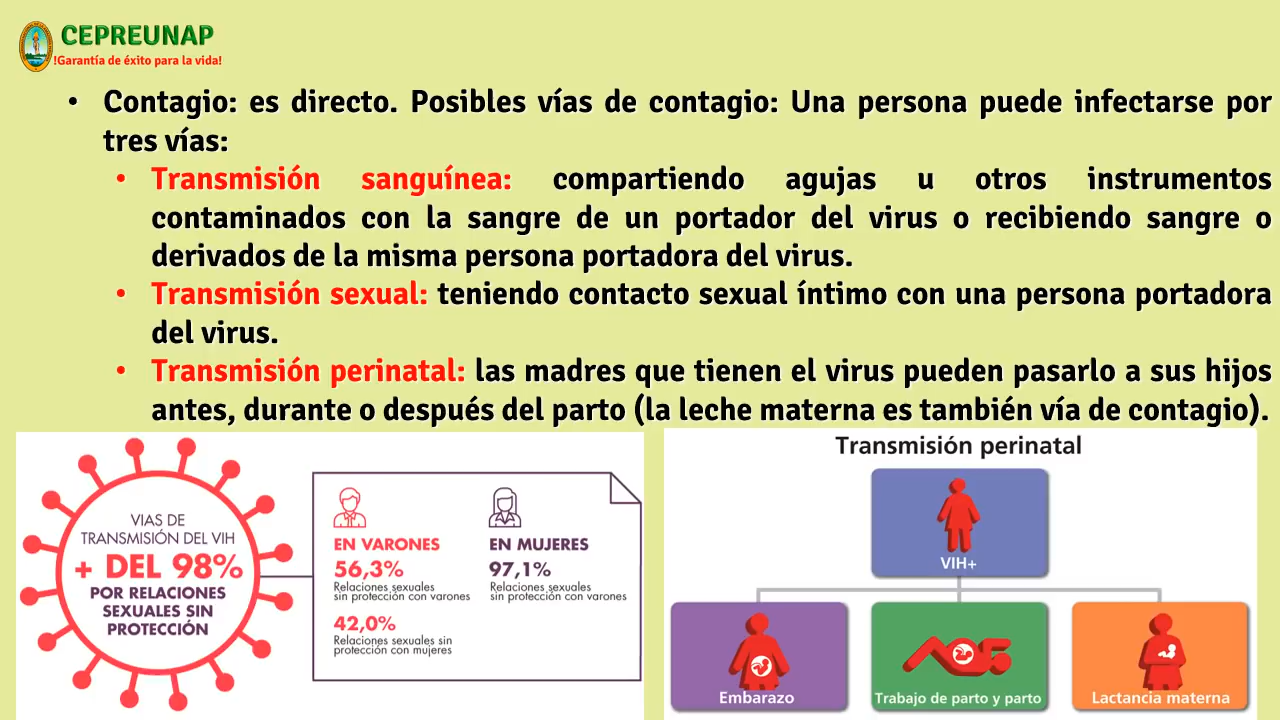 CEPREUNAP
!Garantía de éxito para la vida!
• Contagio: es directo. Posibles vías de contagio: Una persona puede infectarse por
tres vías:
• Transmisión sanguínea: compartiendo agujas u otros instrumentos
contaminados con la sangre de un portador del virus o recibiendo sangre o
derivados de la misma persona portadora del virus.
• Transmisión sexual: teniendo contacto sexual íntimo con una persona portadora
del virus.
• Transmisión perinatal: las madres que tienen el virus pueden pasarlo a sus hijos
antes, durante o después del parto (la leche materna es también vía de contagio).
VIAS DE
TRANSMISIÓN DEL VIH
+ DEL 98%
POR RELACIONES
SEXUALES SIN
PROTECCIÓN
EN VARONES
56,3%
Relaciones sexuales
sin protección con varones
42,0%
Relaciones sexuales sin
protección con mujeres
EN MUJERES
97,1%
Relaciones sexuales
sin protección con varones
Transmisión perinatal
VIH+
Embarazo
Trabajo de parto y parto
Lactancia materna